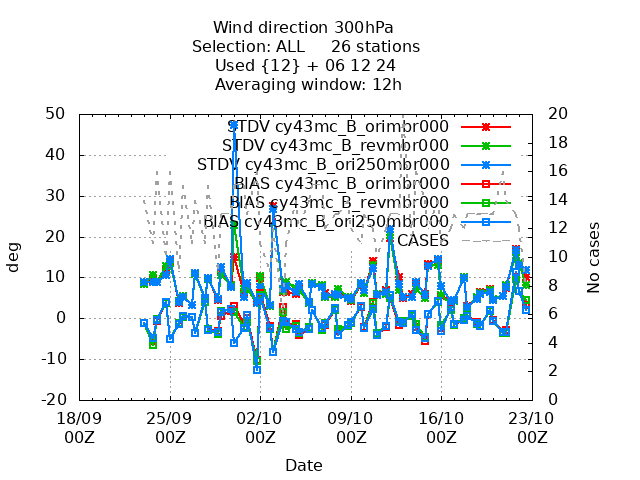 Wind direction 300hPa
Selection: ALL 26 stations
Used {12} + 06 12 24
Averaging window: 12h
50
40
30
20
10
0
-10
-20
deg
STDV cy43mc_B_orimbr000
STDV cy43mc_B_revmbr000
STDV cy43mc_B_ori250mbr000
BIAS cy43mc_B_orimbr000
BIAS cy43mc_B_revmbr000
BIAS cy43mc_B_ori250mbr000
CASES
20
18
16
14
12
10
8
6
4
2
0
No cases
18/09 25/09 02/10 09/10 16/10 23/10
00Z 00Z 00Z 00Z 00Z 00Z
Date